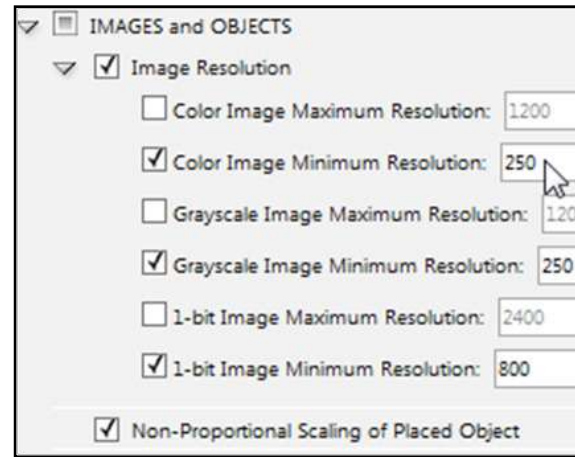 IMAGES and OBJECTS
Image Resolution
Color Image Maximum Resolution: 1200
Color Image Minimum Resolution: 250
Grayscale Image Maximum Resolution: 120
Grayscale Image Minimum Resolution: 250
1-bit Image Maximum Resolution: 2400
1-bit Image Minimum Resolution: 800
Non-Proportional Scaling of Placed Object